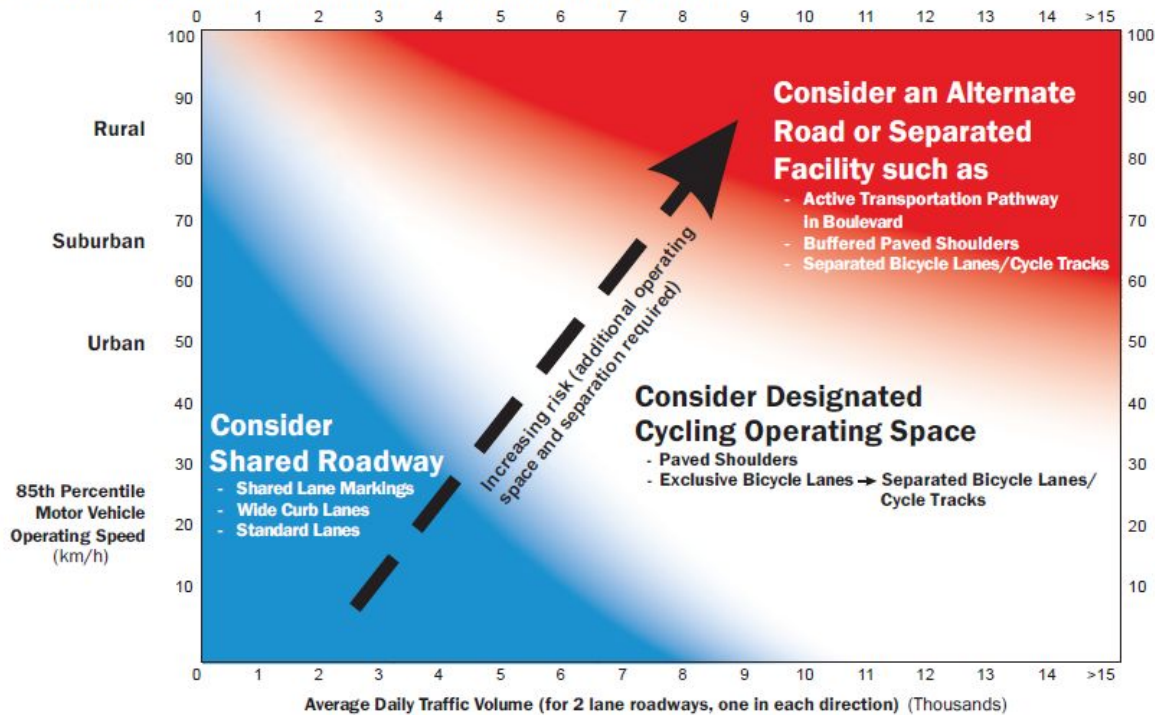 0 1 2 3 4 5 6 7 8 9 10 11 12 13 14 >15
100 100
90 90
Rural
80 80
70 70
Suburban
60 60
Urban
50 50
40 40
30 30
20 20
10 10
85th Percentile
Motor Vehicle
Operating Speed
(km/h)
Consider an Alternate
Road or Separated
Facility such as
- Active Transportation Pathway
in Boulevard
- Buffered Paved Shoulders
- Separated Bicycle Lanes/Cycle Tracks
Increasing risk (additional operating
space and separation required)
Consider
Shared Roadway
- Shared Lane Markings
- Wide Curb Lanes
- Standard Lanes
Consider Designated
Cycling Operating Space
- Paved Shoulders
- Exclusive Bicycle Lanes → Separated Bicycle Lanes/
Cycle Tracks
0 1 2 3 4 5 6 7 8 9 10 11 12 13 14 >15
Average Daily Traffic Volume (for 2 lane roadways, one in each direction) (Thousands)